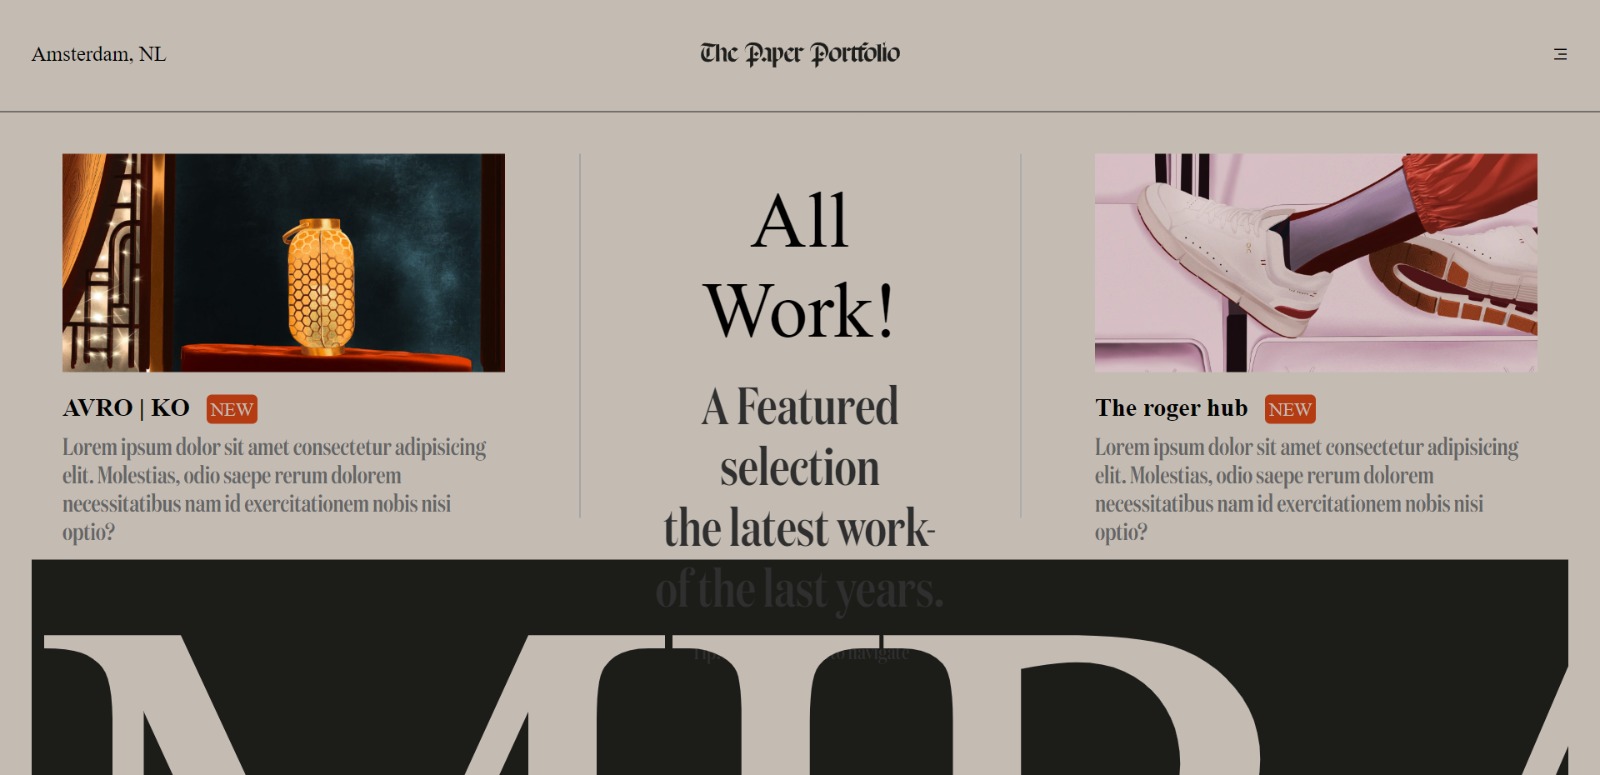 Amsterdam, NL
The Paper Portfolio
AVRO | KO NEW
Lorem ipsum dolor sit amet consectetur adipisicing
elit. Molestias, odio saepe rerum dolorem
necessitatibus nam id exercitationem nobis nisi
optio?
All
Work!
A Featured
selection
the latest work-
of the last years.
to navigate
The roger hub NEW
Lorem ipsum dolor sit amet consectetur adipisicing
elit. Molestias, odio saepe rerum dolorem
necessitatibus nam id exercitationem nobis nisi
optio?